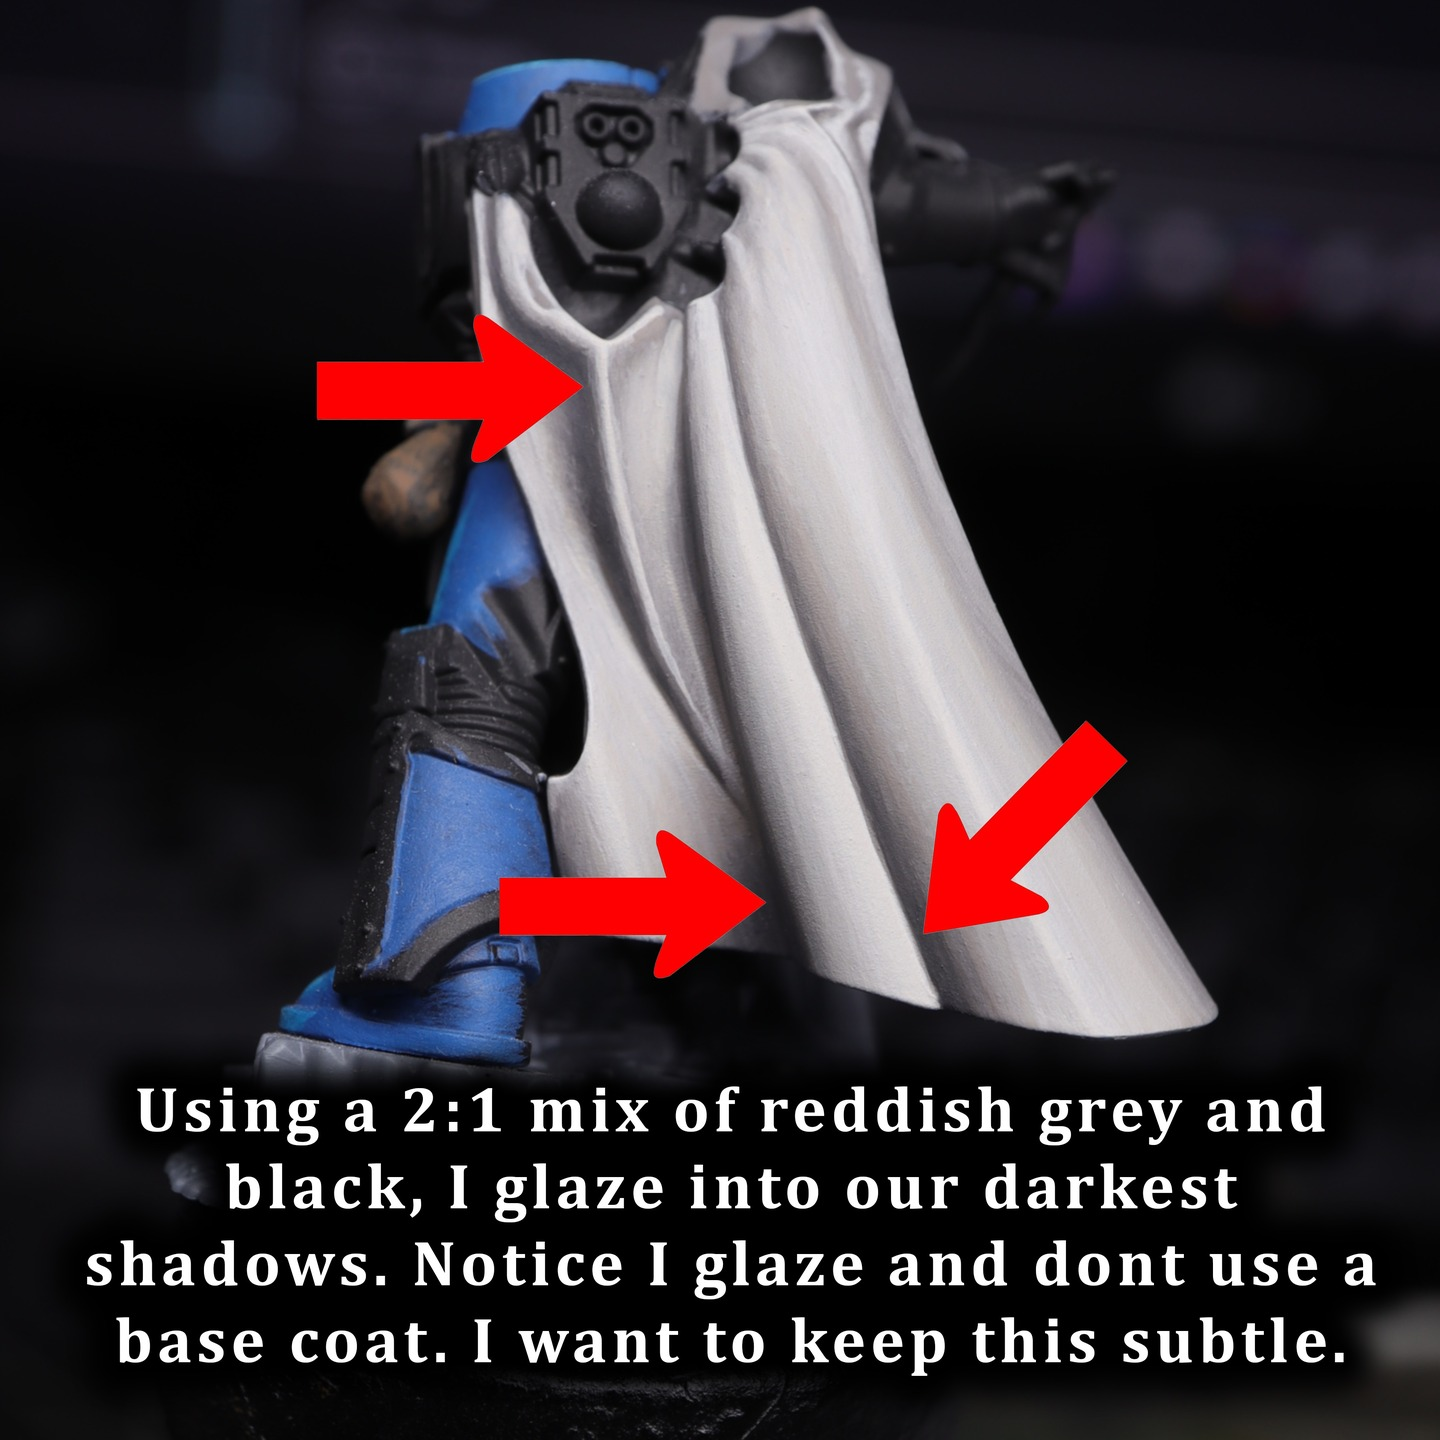 Using a 2:1 mix of reddish grey and
black, I glaze into our darkest
shadows. Notice I glaze and dont use a
base coat. I want to keep this subtle.